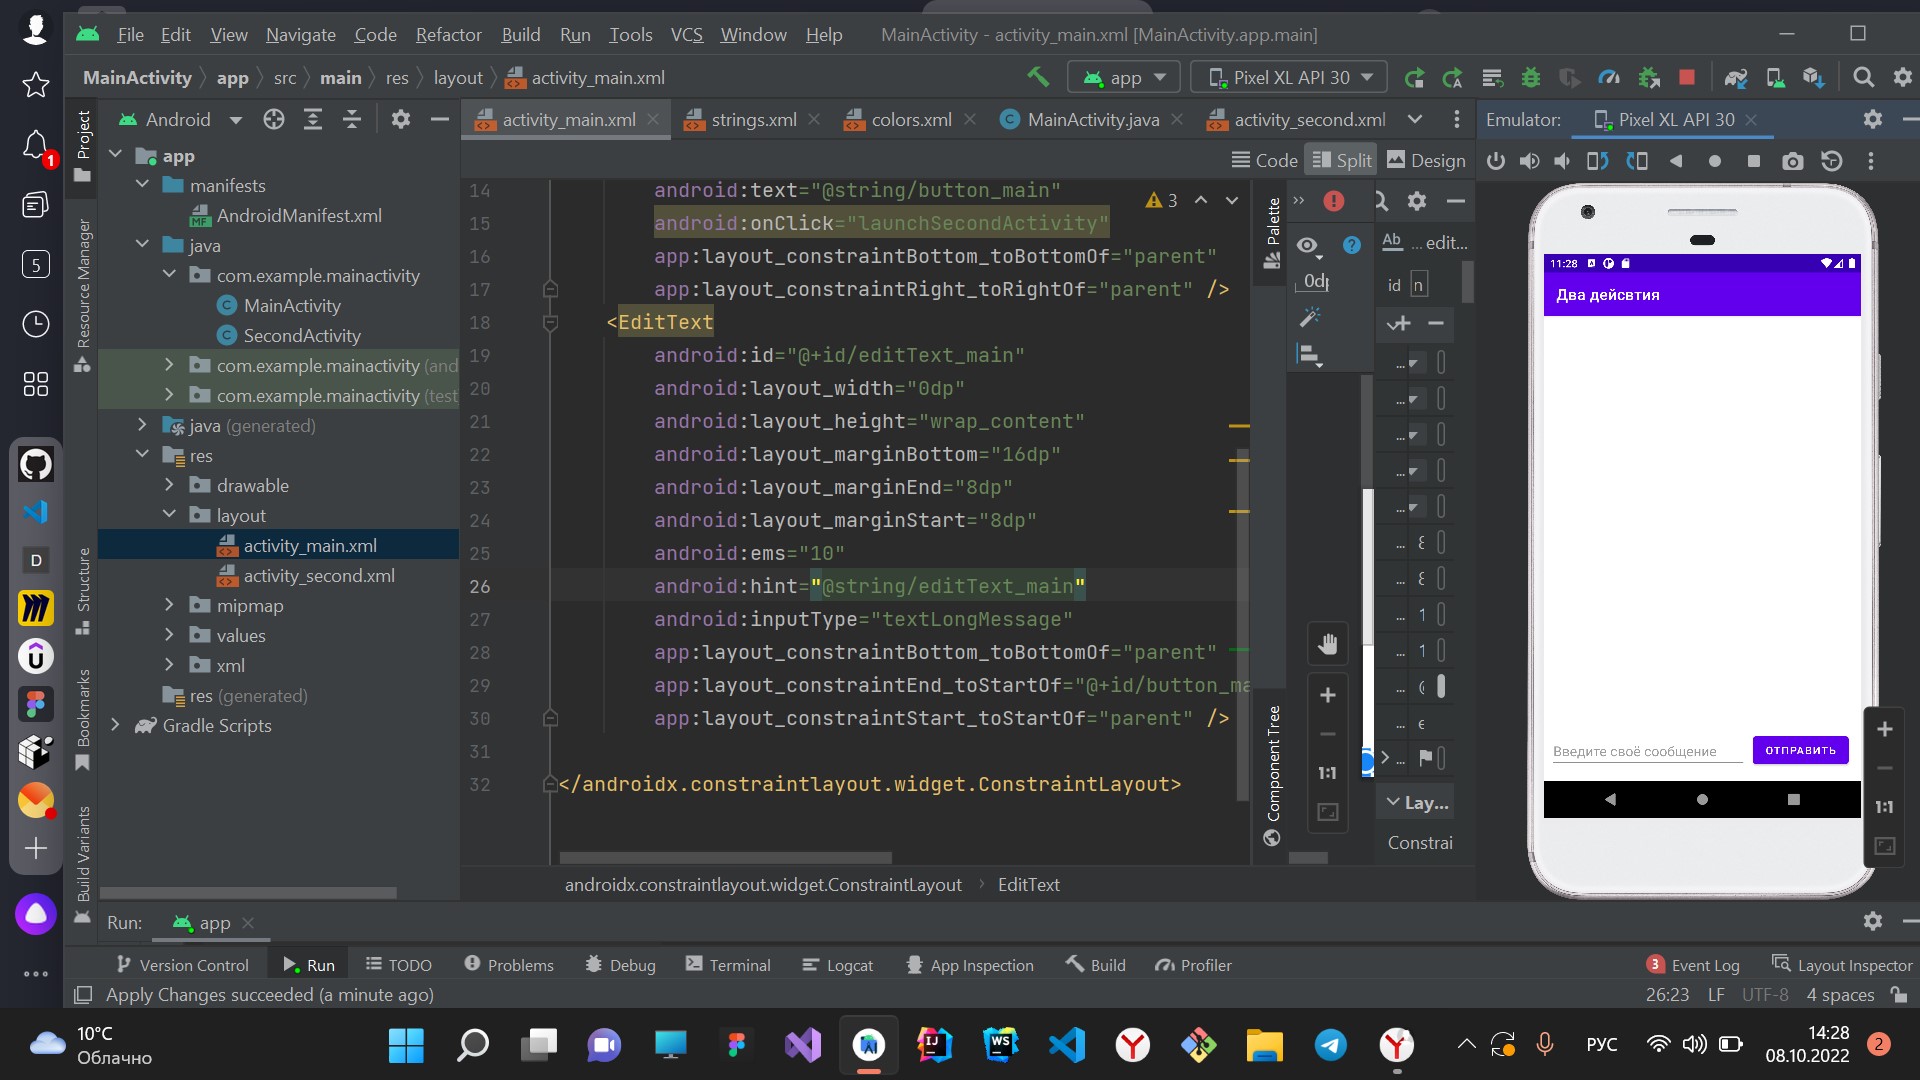 File Edit View Navigate Code Refactor Build Run Tools VCS Window Help MainActivity - activity_main.xml [MainActivity.app.main]
MainActivity app src main res layout activity_main.xml app Pixel XL API 30
Project
Android
activity_main.xml strings.xml colors.xml MainActivity.java activity_second.xml
Emulator: Pixel XL API 30
Code Split Design
app
manifests
AndroidManifest.xml
java
com.example.mainactivity
MainActivity
SecondActivity
com.example.mainactivity (and
com.example.mainactivity (test
java (generated)
res
drawable
layout
activity_main.xml
activity_second.xml
mipmap
values
xml
res (generated)
Gradle Scripts
Resource Manager
Structure
Bookmarks
Build Variants
1
5
D
14 android:text="@string/button_main"
15 android:onClick="launchSecondActivity"
16 app:layout_constraintBottom_toBottomOf="parent"
17 app:layout_constraintRight_toRightOf="parent" />
18 <EditText
19 android:id="@+id/editText_main"
20 android:layout_width="0dp"
21 android:layout_height="wrap_content"
22 android:layout_marginBottom="16dp"
23 android:layout_marginEnd="8dp"
24 android:layout_marginStart="8dp"
25 android:ems="10"
26 android:hint="@string/editText_main"
27 android:inputType="textLongMessage"
28 app:layout_constraintBottom_toBottomOf="parent"
29 app:layout_constraintEnd_toStartOf="@+id/button_ma
30 app:layout_constraintStart_toStartOf="parent" />
31
32 </androidx.constraintlayout.widget.ConstraintLayout>
3
Palette
Component Tree
0dp
1:1
Ab ...edit...
id n
Lay...
Constrai
androidx.constraintlayout.widget.ConstraintLayout EditText
11:28
Два дейсвтия
Введите своё сообщение ОТПРАВИТЬ
1:1
Run: app
Version Control Run TODO Problems Debug Terminal Logcat App Inspection Build Profiler 3 Event Log Layout Inspector
Apply Changes succeeded (a minute ago) 26:23 LF UTF-8 4 spaces
10°C
Облачно
IJ
WS
РУС
14:28
08.10.2022
2